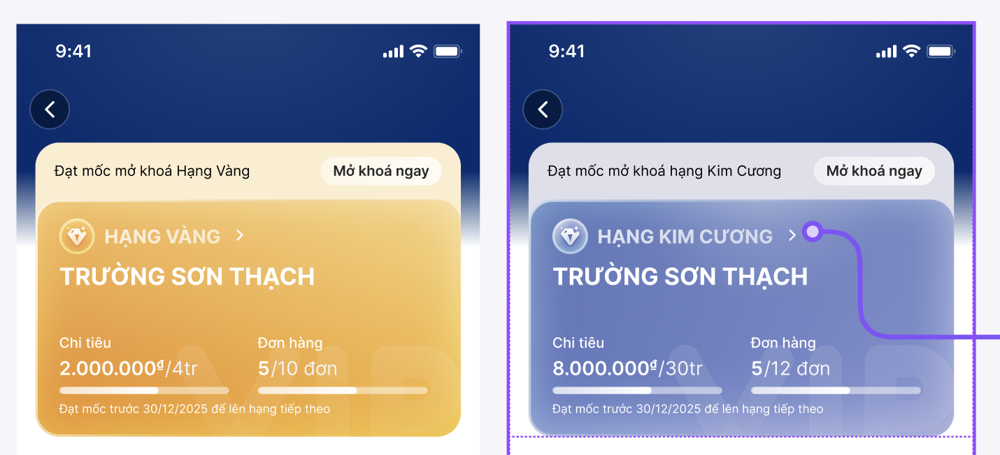 9:41
Đạt mốc mở khoá Hạng Vàng
Mở khoá ngay
HẠNG VÀNG
TRƯỜNG SƠN THẠCH
Chi tiêu
2.000.000₫/4tr
Đơn hàng
5/10 đơn
VIP
Đạt mốc trước 30/12/2025 để lên hạng tiếp theo
9:41
Đạt mốc mở khoá hạng Kim Cương
Mở khoá ngay
HẠNG KIM CƯƠNG
TRƯỜNG SƠN THẠCH
Chi tiêu
8.000.000₫/30tr
Đơn hàng
5/12 đơn
VIP
Đạt mốc trước 30/12/2025 để lên hạng tiếp theo